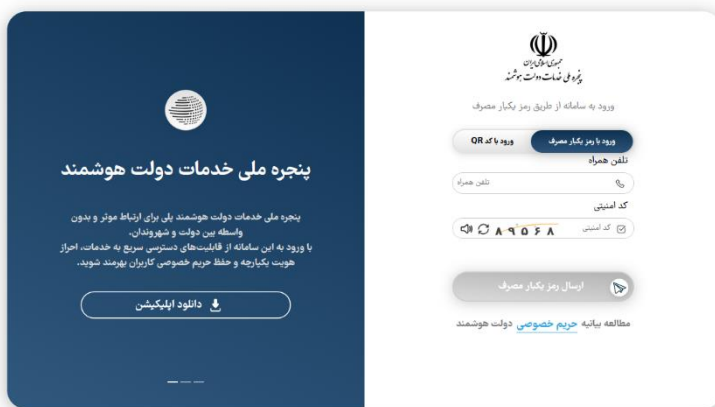 جمهوری اسلامی ایران
پنجره ملی خدمات دولت هوشمند
ورود به سامانه از طریق رمز یکبار مصرف
ورود با رمز یکبار مصرف
ورود با کد QR
تلفن همراه
تلفن همراه
کد امنیتی
کد امنیتی
ارسال رمز یکبار مصرف
مطالعه بیانیه حریم خصوصی دولت هوشمند
پنجره ملی خدمات دولت هوشمند
پنجره ملی خدمات دولت هوشمند پلی برای ارتباط موثر و بدون
واسطه بین دولت و شهروندان.
با ورود به این سامانه از قابلیت‌های دسترسی سریع به خدمات، احراز
هویت یکپارچه و حفظ حریم خصوصی کاربران بهرمند شوید.
دانلود اپلیکیشن